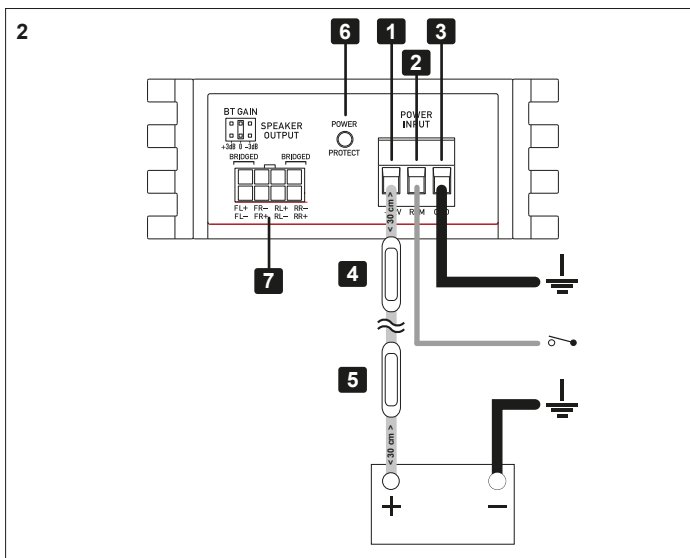 2
6
1
3
2
BT GAIN
SPEAKER
OUTPUT
+3dB 0 -3dB
BRIDGED BRIDGED
FL+ FR- RL+ RR-
FL- FR+ RL- RR+
POWER
PROTECT
POWER
INPUT
< 30 cm >
7
4
5
< 30 cm >
+ −